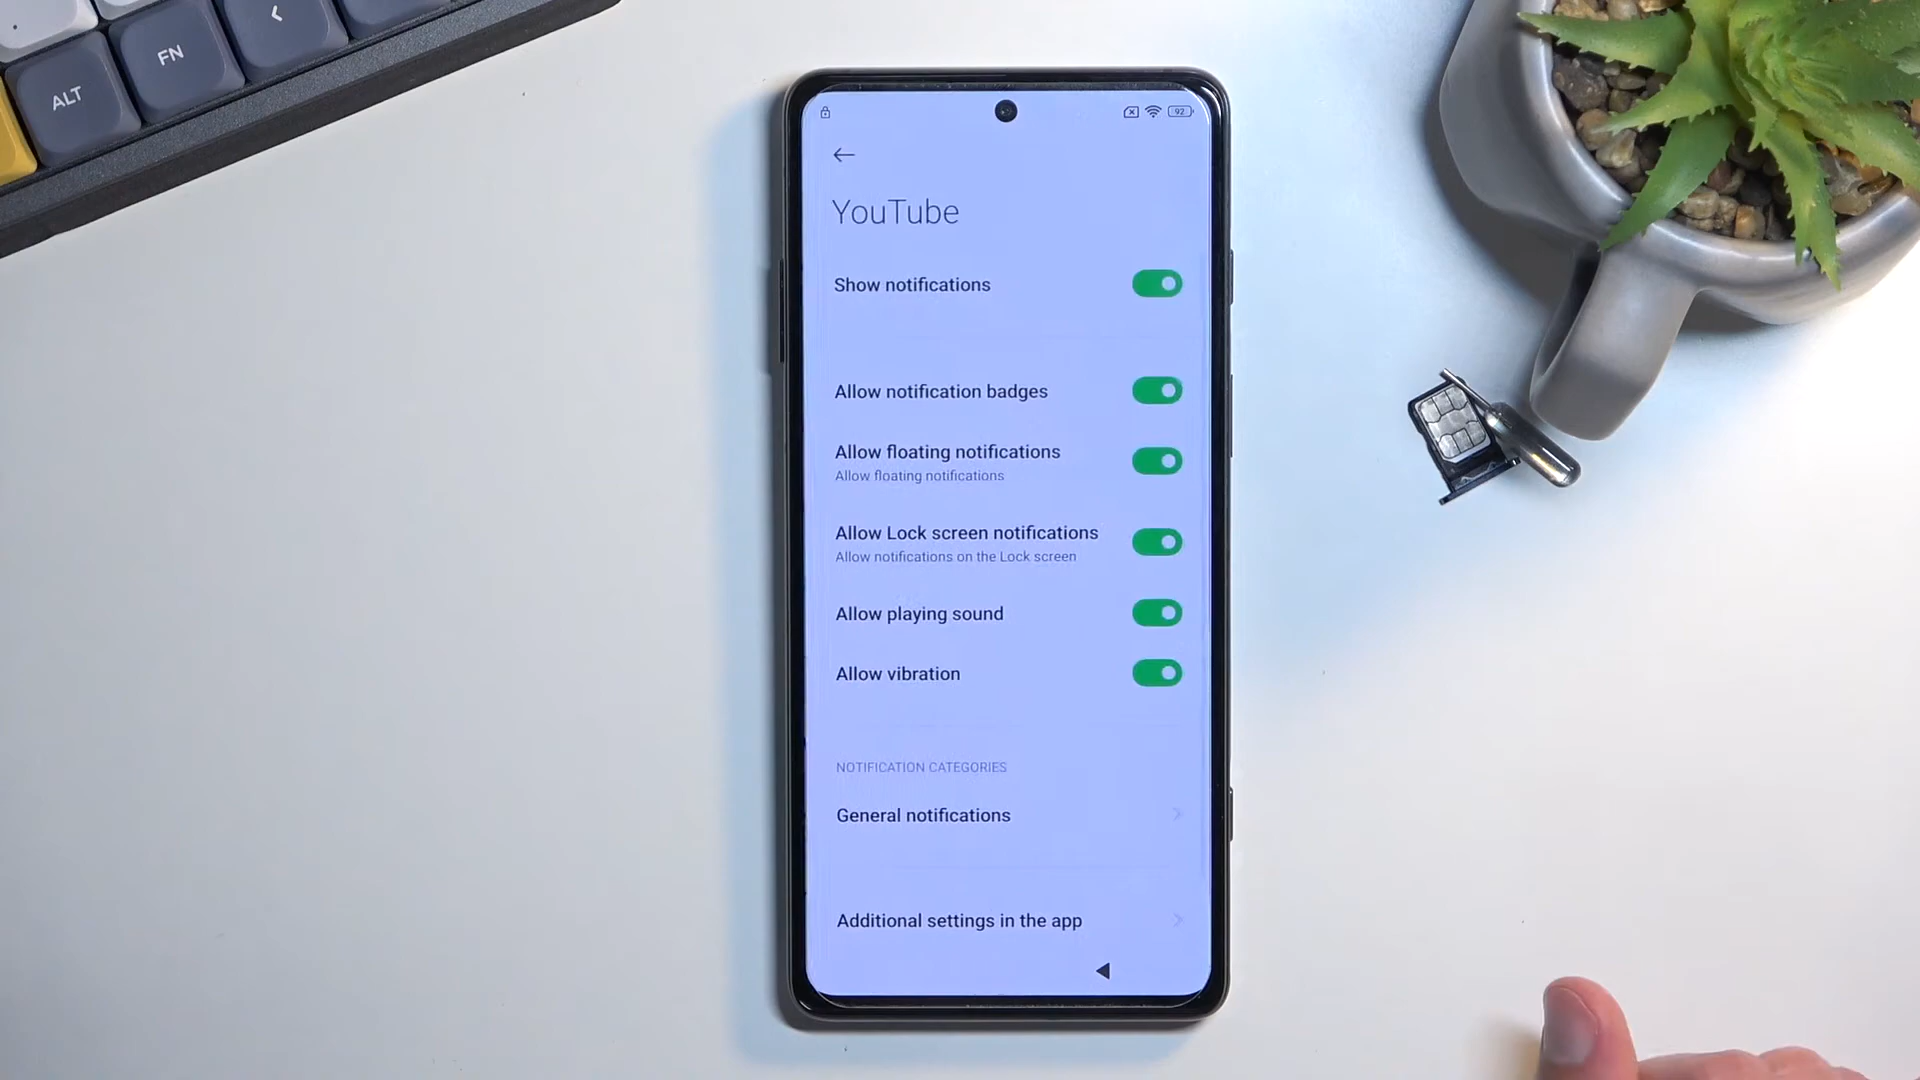 ALT
FN
<
92
YouTube
Show notifications
Allow notification badges
Allow floating notifications
Allow floating notifications
Allow Lock screen notifications
Allow notifications on the Lock screen
Allow playing sound
Allow vibration
NOTIFICATION CATEGORIES
General notifications
Additional settings in the app